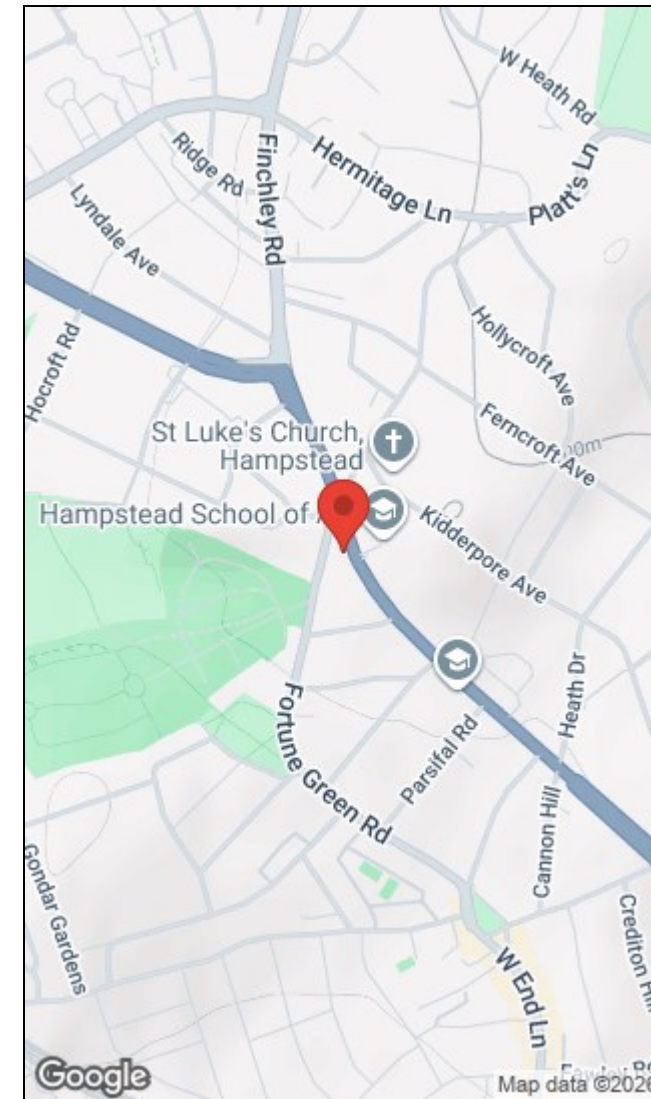 W Heath Rd
Platt's Ln
Hermitage Ln
Finchley Rd
Ridge Rd
Lyndale Ave
Hocroft Rd
Hollycroft Ave
Ferncroft Ave
St Luke's Church,
Hampstead
Hampstead School of
Kidderpore Ave
Heath Dr
Fortune Green Rd
Parsifal Rd
Cannon Hill
Gondar Gardens
Crediton
W End Ln
Google
Map data ©2026